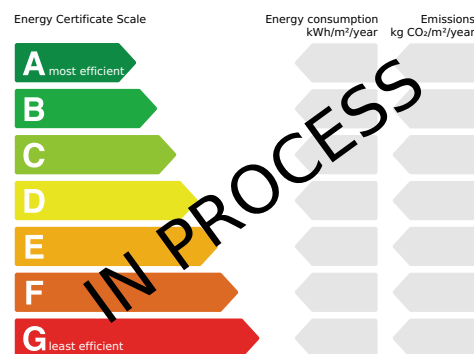 Energy Certificate Scale
Energy consumption
kWh/m²/year
Emissions
kg CO₂/m²/year
A most efficient
B
C
D
E
F
G least efficient
IN PROCESS